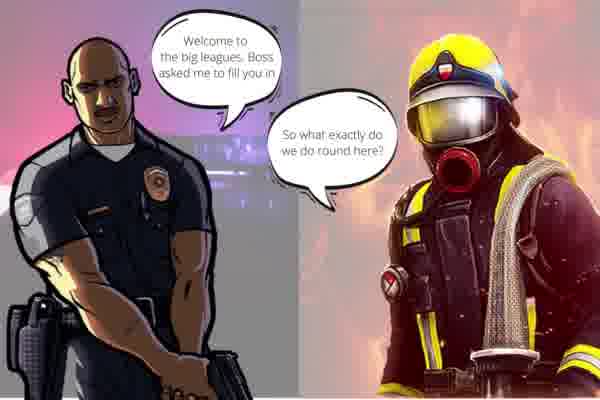 Welcome to
the big leagues. Boss
asked me to fill you in
So what exactly do
we do round here?